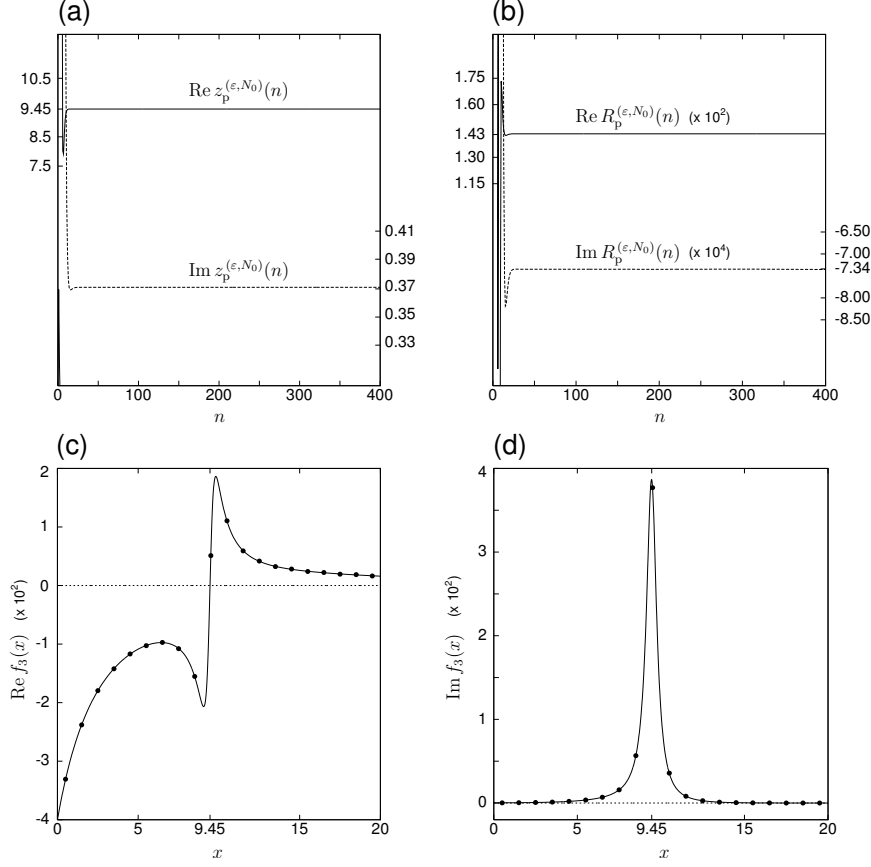 (a)
10.5
9.45
8.5
7.5
Re z_p^{(ε,N_0)}(n)
0.41
0.39
0.37
0.35
0.33
Im z_p^{(ε,N_0)}(n)
0 100 200 300 400
n
(b)
1.75
1.60
1.43
1.30
1.15
Re R_p^{(ε,N_0)}(n) (x 10²)
-6.50
-7.00
-7.34
-8.00
-8.50
Im R_p^{(ε,N_0)}(n) (x 10⁴)
0 100 200 300 400
n
(c)
2
1
0
-1
-2
-3
-4
Re f₃(x) (x 10²)
0 5 9.45 15 20
x
(d)
4
3
2
1
0
Im f₃(x) (x 10²)
0 5 9.45 15 20
x